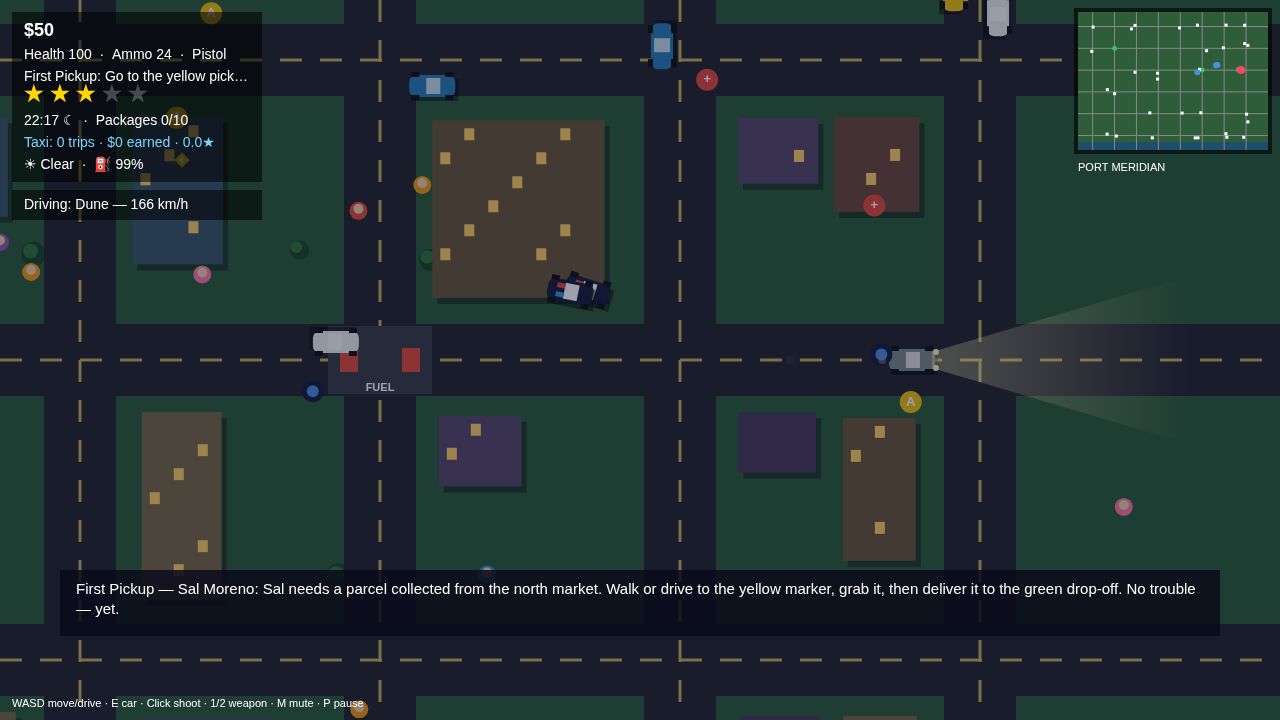 A
$50
Health 100 · Ammo 24 · Pistol
First Pickup: Go to the yellow pick…
★★★★★
22:17 ☾ · Packages 0/10
Taxi: 0 trips · $0 earned · 0.0★
☀ Clear · ⛽ 99%
Driving: Dune — 166 km/h
PORT MERIDIAN
+
+
FUEL
A
First Pickup — Sal Moreno: Sal needs a parcel collected from the north market. Walk or drive to the yellow marker, grab it, then deliver it to the green drop-off. No trouble
— yet.
WASD move/drive · E car · Click shoot · 1/2 weapon · M mute · P pause